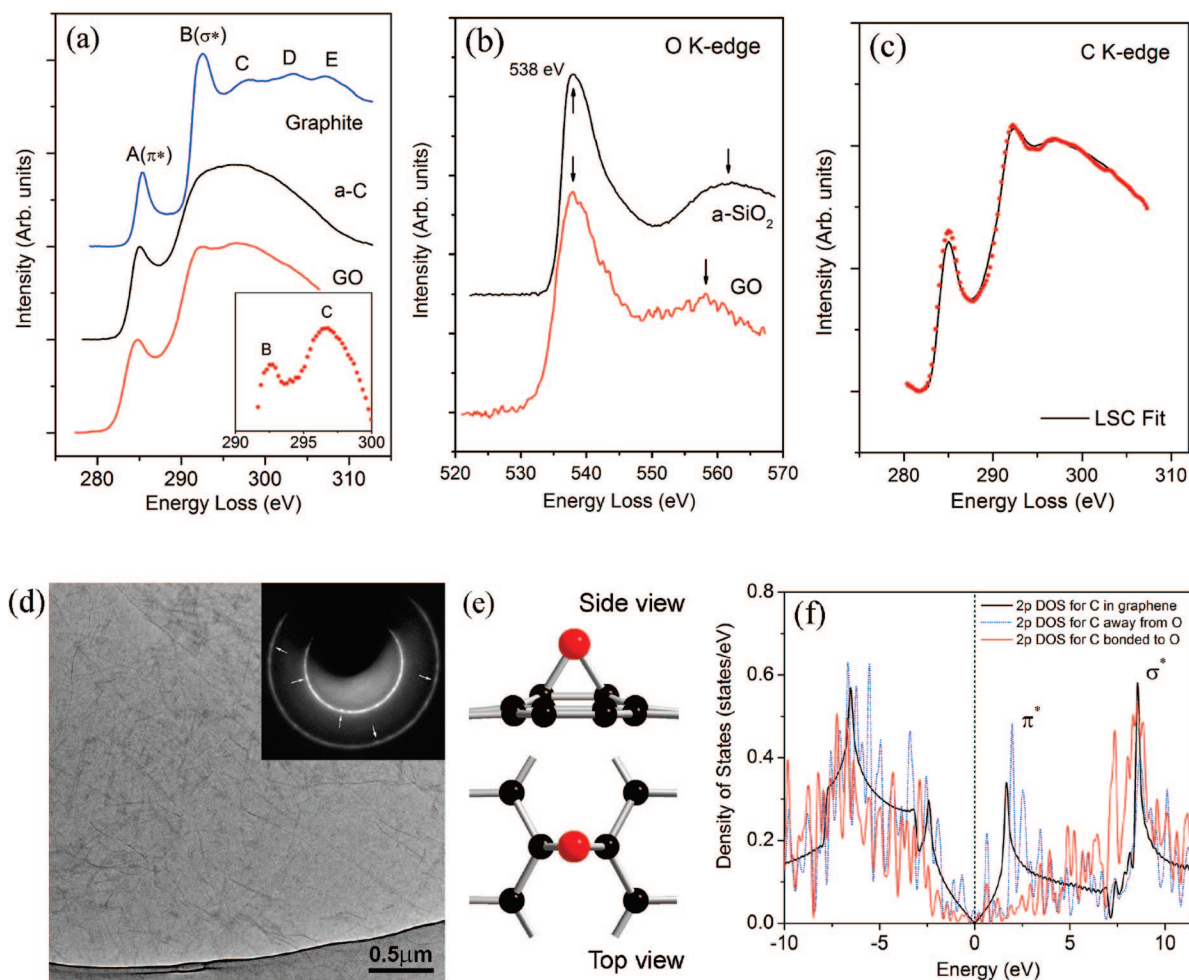 (a)
B(σ*)
C
D
E
Graphite
A(π*)
a-C
GO
C
B
290
295
300
Intensity (Arb. units)
280
290
300
310
Energy Loss (eV)
(b)
O K-edge
538 eV
a-SiO2
GO
Intensity (Arb. units)
520
530
540
550
560
570
Energy Loss (eV)
(c)
C K-edge
LSC Fit
Intensity (Arb. units)
280
290
300
310
Energy Loss (eV)
(d)
0.5μm
(e)
Side view
Top view
(f)
2p DOS for C in graphene
2p DOS for C away from O
2p DOS for C bonded to O
π*
σ*
Density of States (states/eV)
0.8
0.6
0.4
0.2
0.0
-10
-5
0
5
10
Energy (eV)